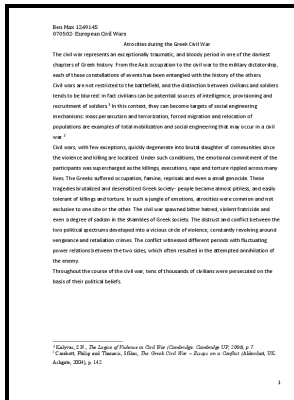 Ben Max 1249145
070502- European Civil Wars
Atrocities during the Greek Civil War
The civil war represents an exceptionally traumatic, and bloody period in one of the darkest
chapters of Greek history. From the Axis occupation to the civil war to the military dictatorship,
each of these constellations of events has been entangled with the history of the others
Civil wars are not restricted to the battlefield, and the distinction between civilians and soldiers
tends to be blurred: in fact civilians can be potential sources of intelligence, provisioning and
recruitment of soldiers.1 In this context, they can become targets of social engineering
mechanisms: mass persecution and terrorization, forced migration and relocation of
populations are examples of total mobilization and social engineering that may occur in a civil
war.2
Civil wars, with few exceptions, quickly degenerate into brutal slaughter of communities since
the violence and killing are localized. Under such conditions, the emotional commitment of the
participants was supercharged as the killings, executions, rape and torture rippled across many
lives. The Greeks suffered occupation, famine, reprisals and even a small genocide. These
tragedies brutalized and desensitized Greek society- people became almost pitiless, and easily
tolerant of killings and torture. In such a jungle of emotions, atrocities were common and not
exclusive to one site or the other. The civil war spawned bitter hatred, violent fratricide and
even a degree of sadism in the shambles of Greek society. The distrust and conflict between the
two political spectrums developed into a vicious circle of violence, constantly revolving around
vengeance and retaliation crimes. The conflict witnessed different periods with fluctuating
power relations between the two sides, which often resulted in the attempted annihilation of
the enemy.
Throughout the course of the civil war, tens of thousands of civilians were persecuted on the
basis of their political beliefs.
1 Kalyvas, S.N., The Logic of Violence in Civil War (Cambridge: Cambridge UP, 2006), p 7.
2 Carabott, Philip and Thanasis, Sfikas, The Greek Civil War – Essays on a Conflict (Aldershot, UK:
Ashgate, 2004), p. 142.
1